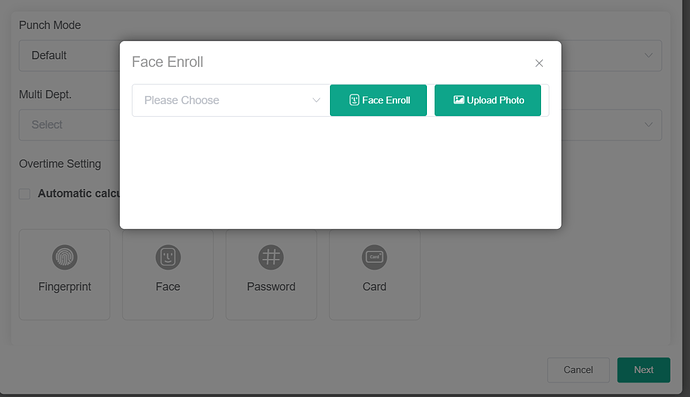 Punch Mode
Default
Face Enroll
Please Choose
Face Enroll
Upload Photo
Multi Dept.
Select
Overtime Setting
Automatic calcu
Fingerprint
Face
Password
Card
Cancel
Next